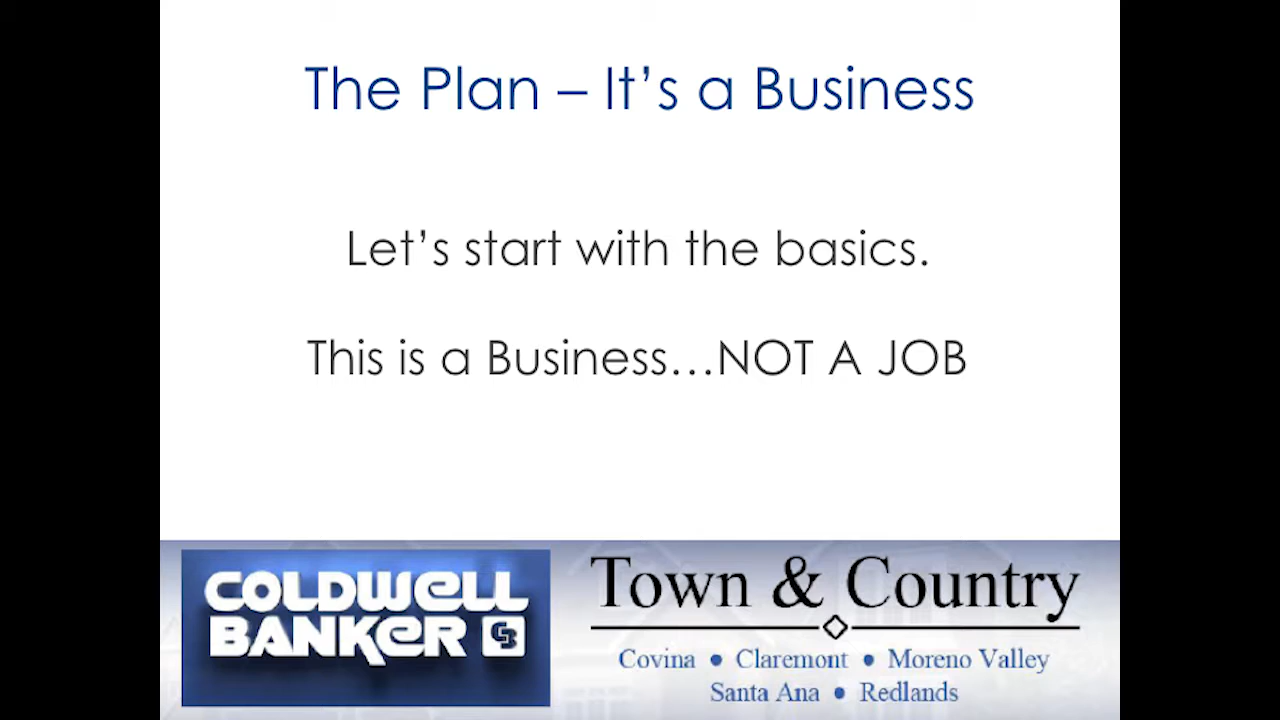 The Plan – It’s a Business
Let’s start with the basics.
This is a Business…NOT A JOB
COLDWELL
BANKER CB
Town & Country
Covina • Claremont • Moreno Valley
Santa Ana • Redlands